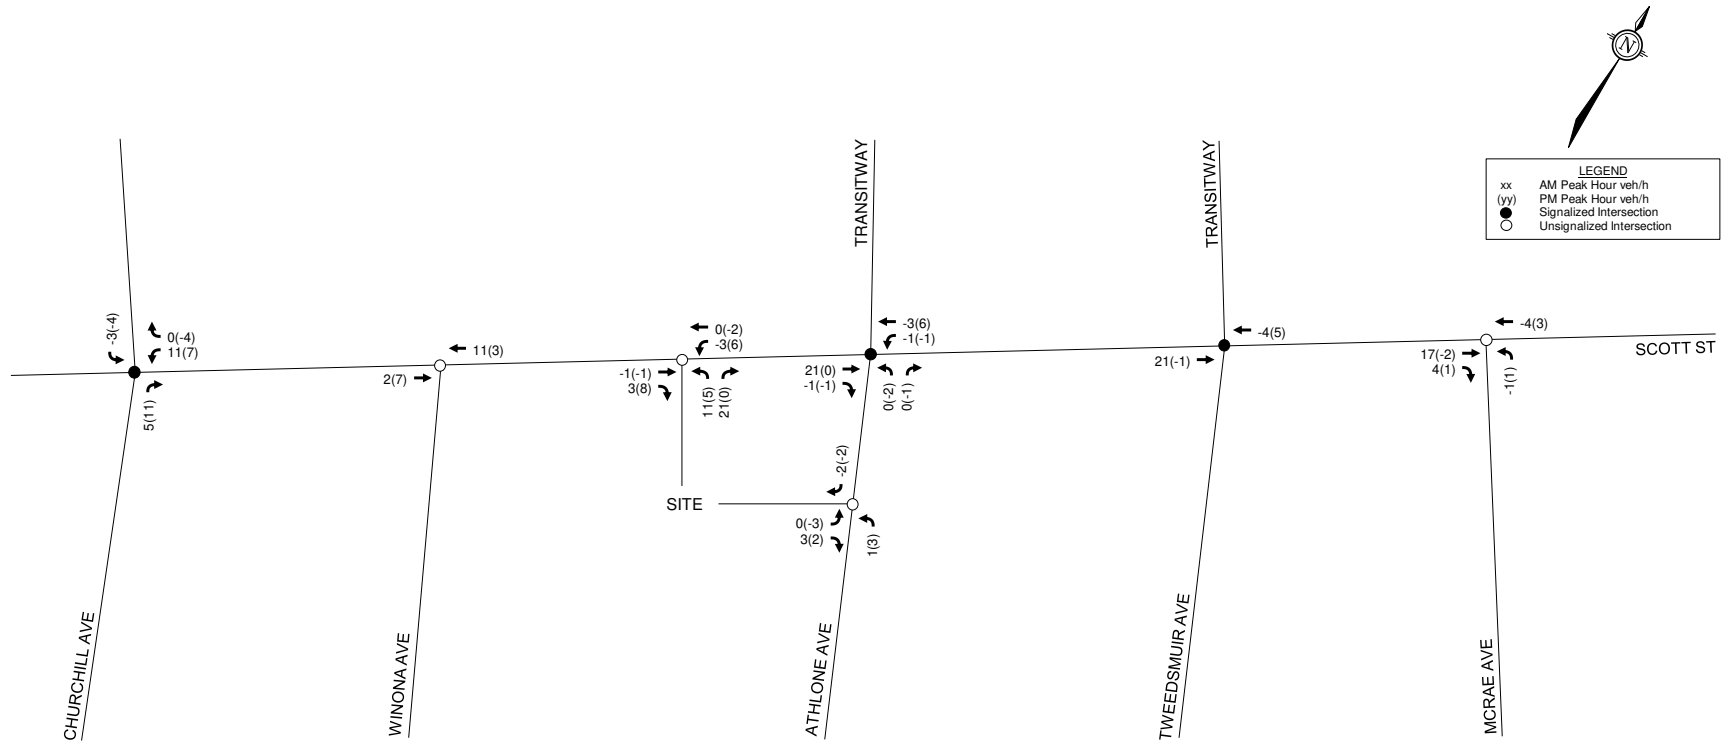 N
TRANSITWAY
TRANSITWAY
LEGEND
xx AM Peak Hour veh/h
(yy) PM Peak Hour veh/h
Signalized Intersection
Unsignalized Intersection
-3(-4)
0(-4)
11(7)
5(11)
11(3)
2(7)
0(-2)
-3(6)
-1(-1)
3(8)
11(5)
21(0)
-3(6)
-1(-1)
21(0)
-1(-1)
0(-2)
0(-1)
-4(5)
21(-1)
-4(3)
17(-2)
4(1)
-1(1)
SCOTT ST
-2(-2)
SITE
0(-3)
3(2)
1(3)
CHURCHILL AVE
WINONA AVE
ATHLONE AVE
TWEEDSMUIR AVE
MCRAE AVE